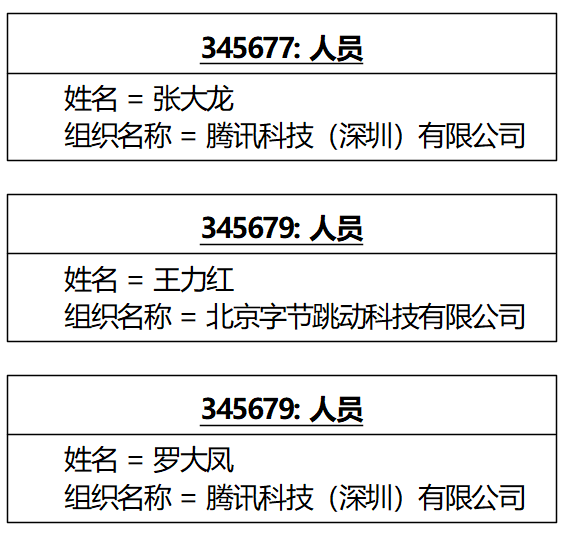 345677: 人员
姓名 = 张大龙
组织名称 = 腾讯科技（深圳）有限公司
345679: 人员
姓名 = 王力红
组织名称 = 北京字节跳动科技有限公司
345679: 人员
姓名 = 罗大凤
组织名称 = 腾讯科技（深圳）有限公司